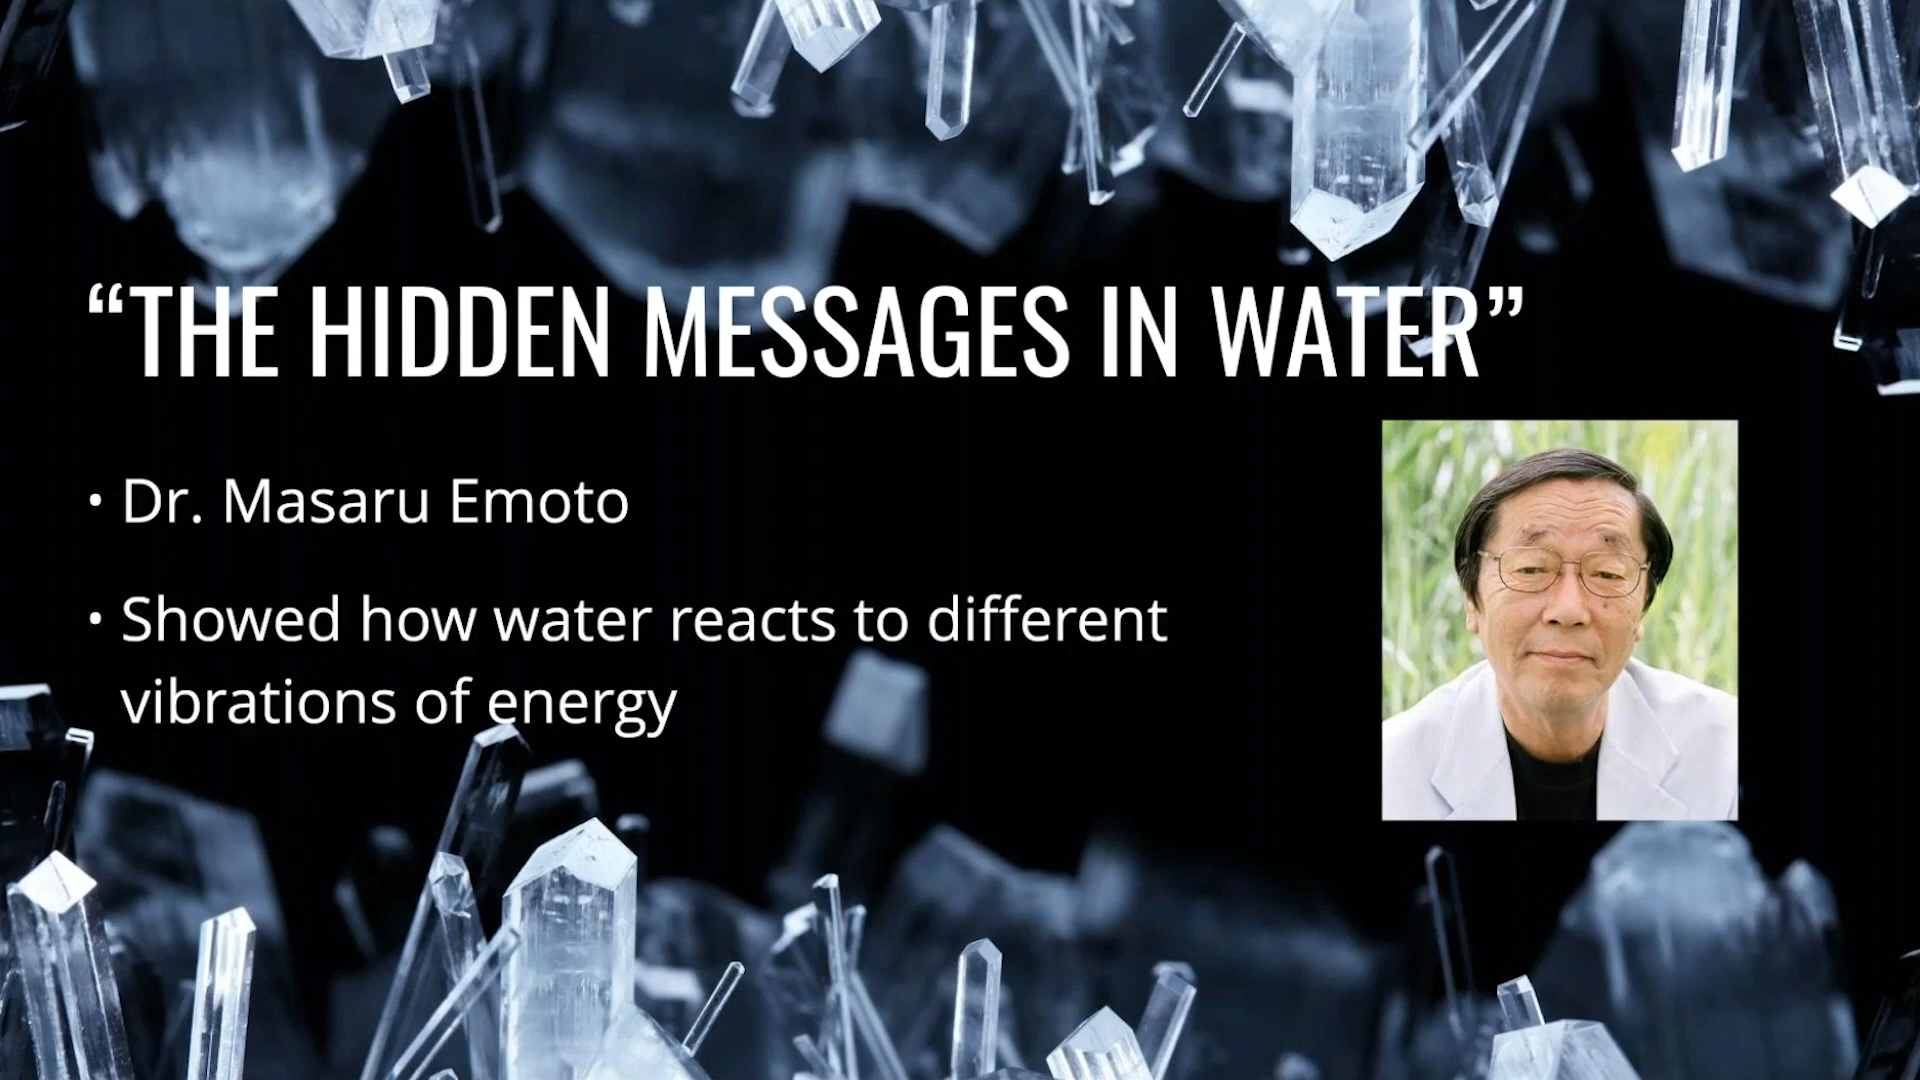 “THE HIDDEN MESSAGES IN WATER”
• Dr. Masaru Emoto
• Showed how water reacts to different
vibrations of energy